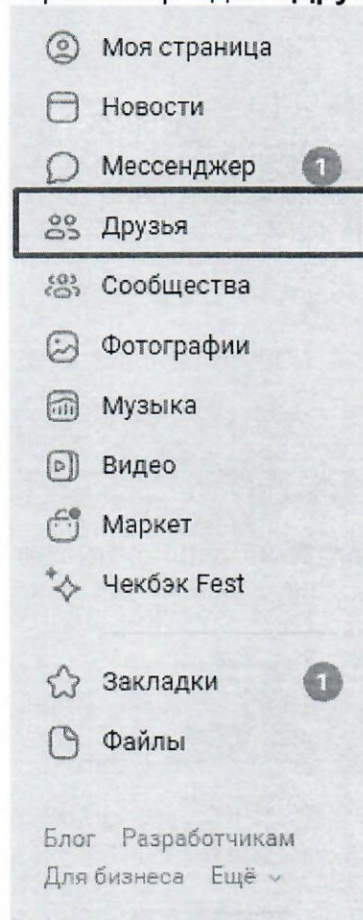 Моя страница
Новости
Мессенджер 1
Друзья
Сообщества
Фотографии
Музыка
Видео
Маркет
Чекбэк Fest
Закладки 1
Файлы
Блог Разработчикам
Для бизнеса Ещё